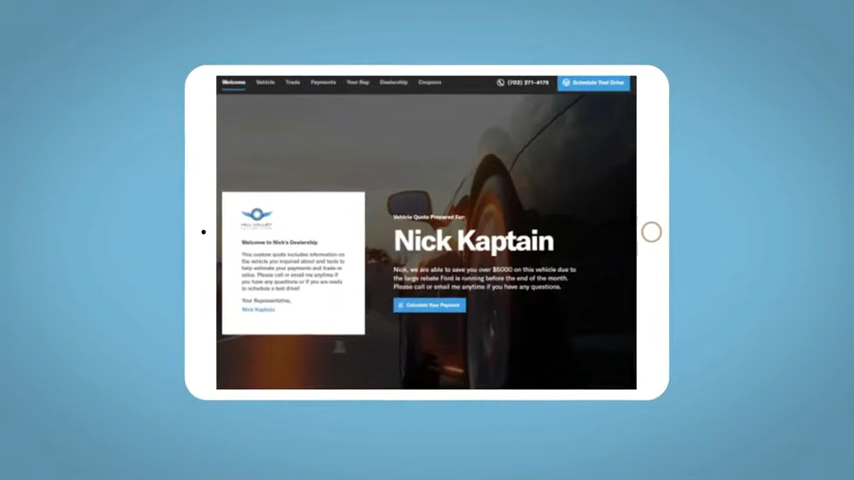 Welcome Vehicle Trade Payments Your Rep Dealership Coupons (702) 271-4175 Schedule Test Drive
Welcome to Nick's Dealership
This custom quote includes information on
the vehicle you inquired about and tools to
help estimate your payments and trade-in
value. Please call or email me anytime if
you have any questions or if you are ready
to schedule a test drive!
Your Representative,
Nick Kaptain
Vehicle Quote Prepared For:
Nick Kaptain
Nick, we are able to save you over $6000 on this vehicle due to
the large rebate Ford is running before the end of the month.
Please call or email me anytime if you have any questions.
Calculate Your Payment